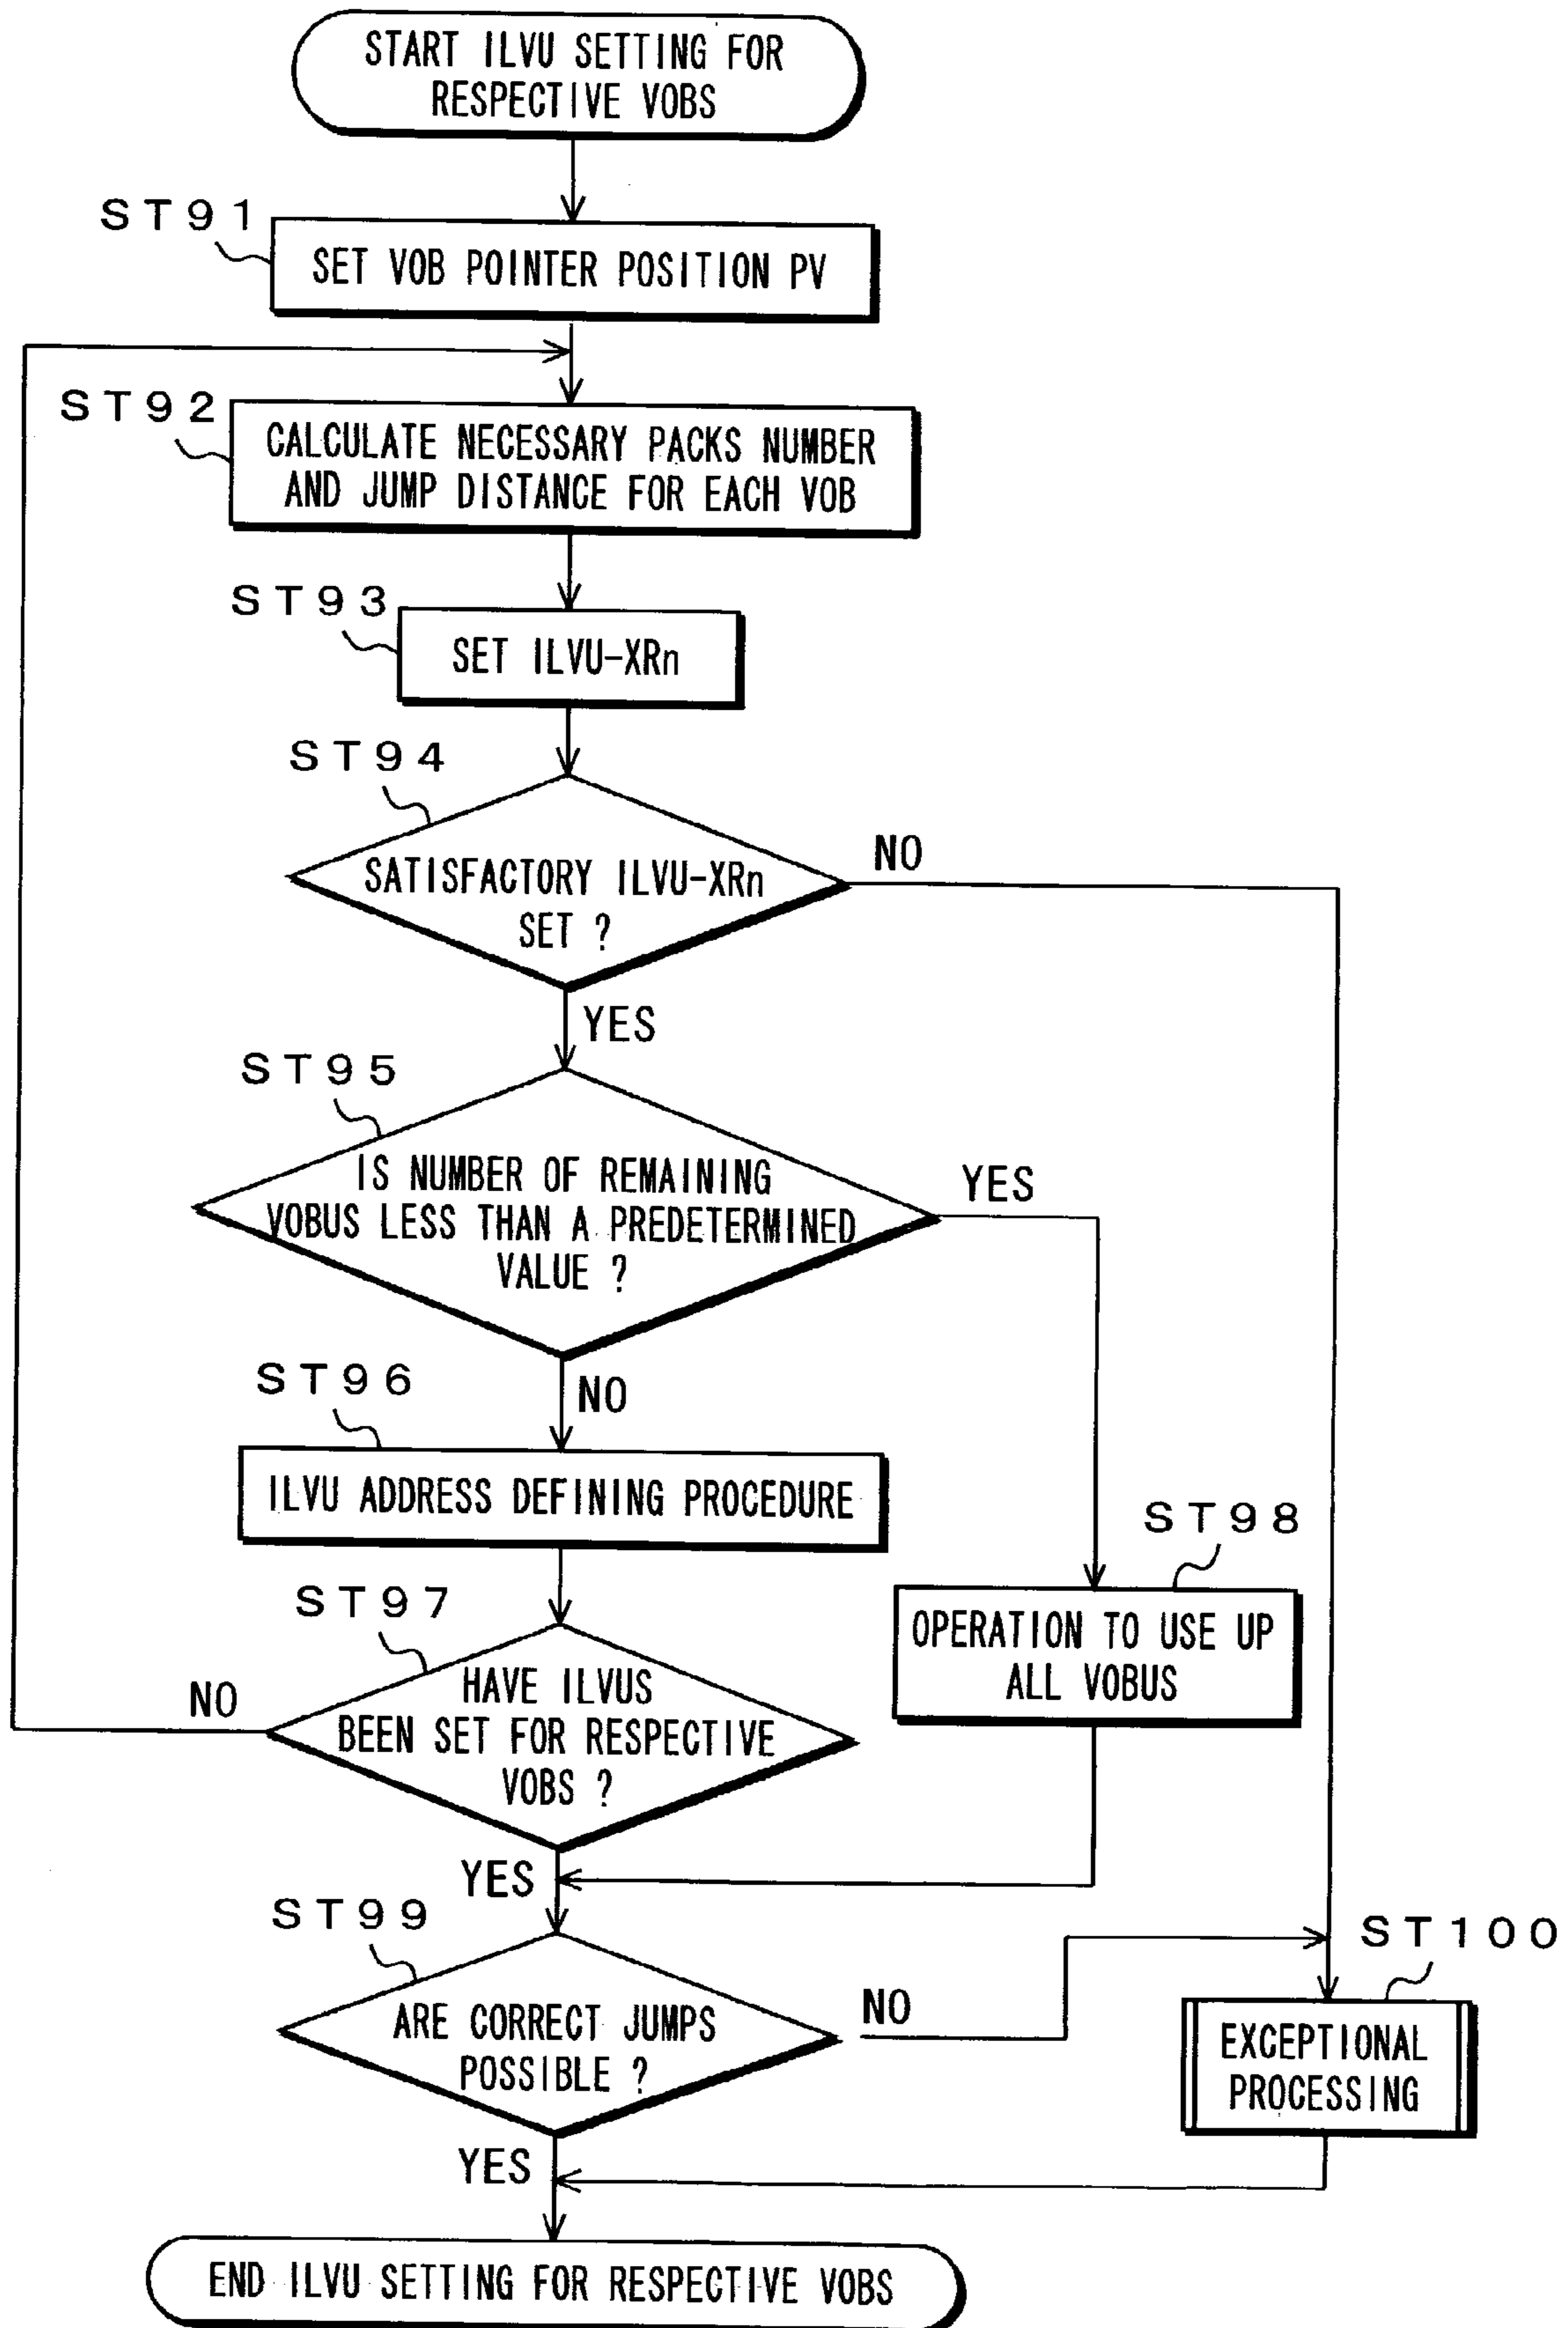 START ILVU SETTING FOR
RESPECTIVE VOBS
ST91
SET VOB POINTER POSITION PV
ST92
CALCULATE NECESSARY PACKS NUMBER
AND JUMP DISTANCE FOR EACH VOB
ST93
SET ILVU-XRn
ST94
SATISFACTORY ILVU-XRn
SET ?
NO
YES
ST95
IS NUMBER OF REMAINING
VOBUS LESS THAN A PREDETERMINED
VALUE ?
YES
NO
ST96
ILVU ADDRESS DEFINING PROCEDURE
ST98
OPERATION TO USE UP
ALL VOBUS
ST97
HAVE ILVUS
BEEN SET FOR RESPECTIVE
VOBS ?
NO
YES
ST99
ARE CORRECT JUMPS
POSSIBLE ?
NO
ST100
EXCEPTIONAL
PROCESSING
YES
END ILVU SETTING FOR RESPECTIVE VOBS